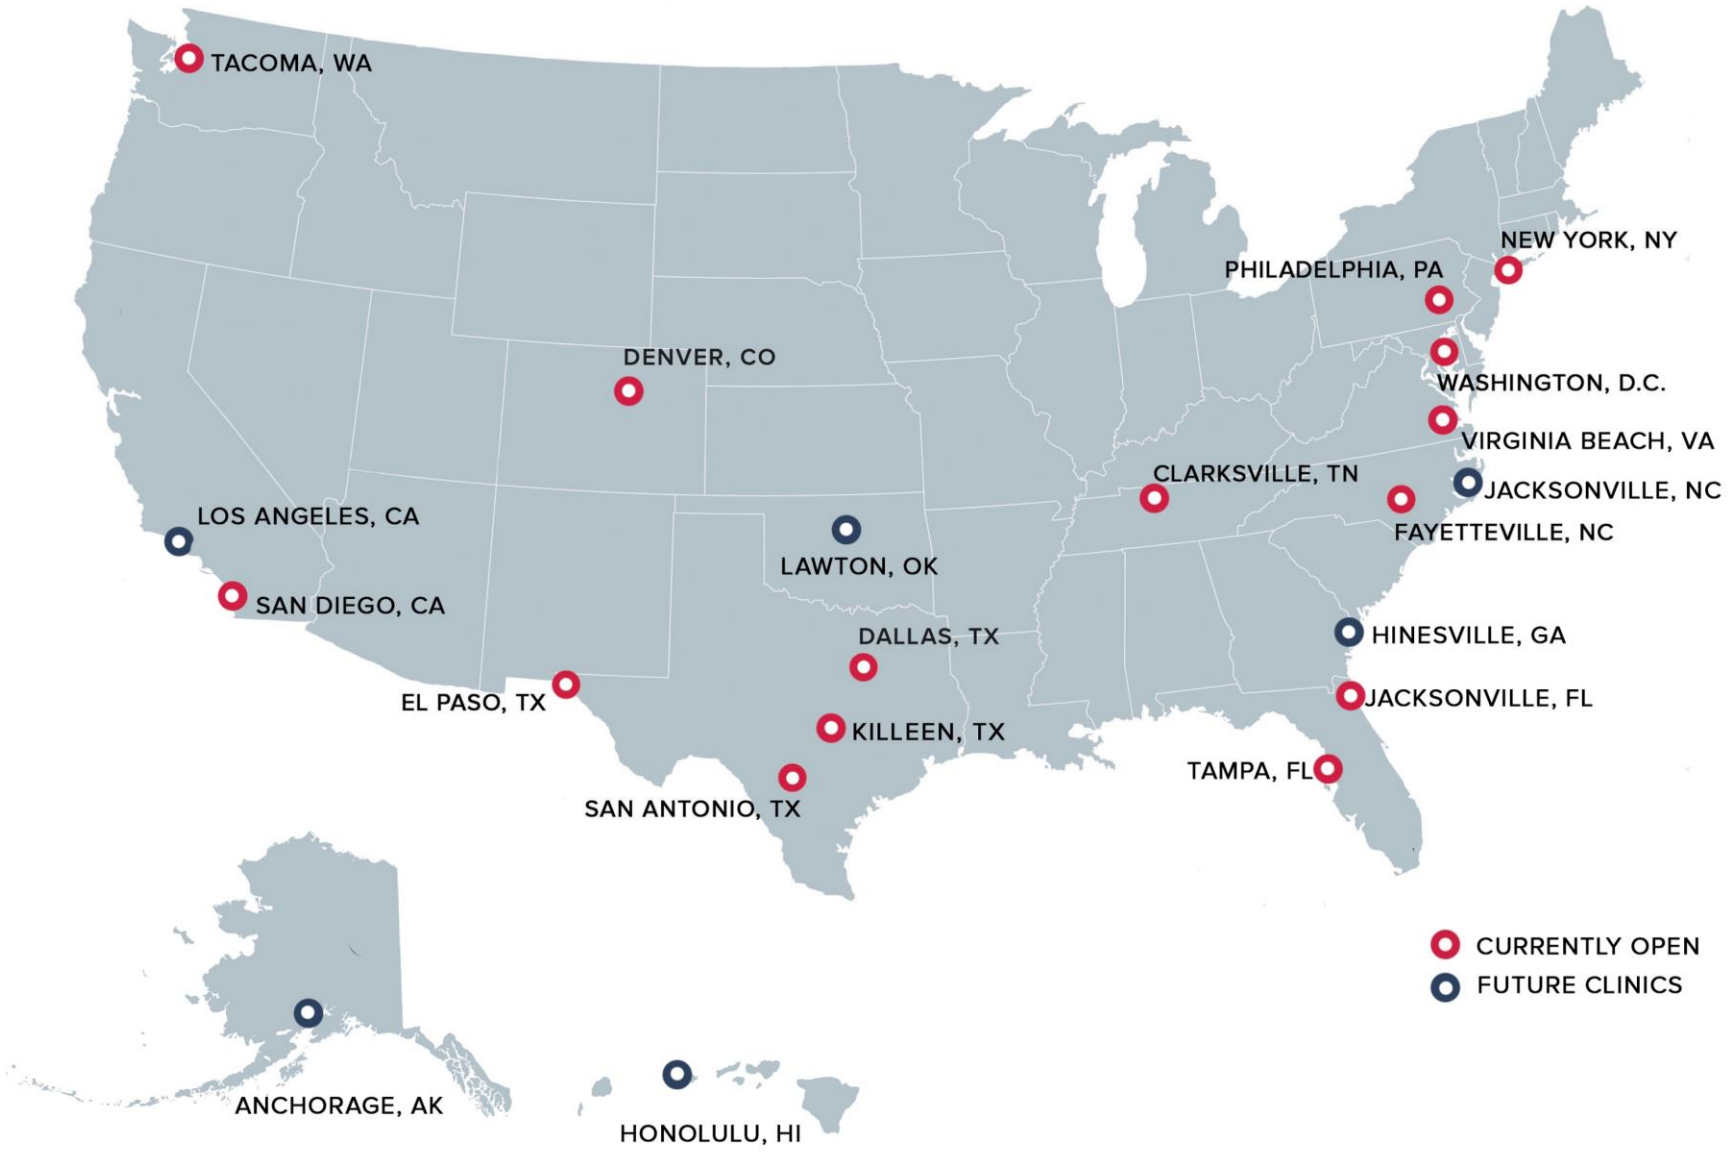 TACOMA, WA
NEW YORK, NY
PHILADELPHIA, PA
DENVER, CO
WASHINGTON, D.C.
VIRGINIA BEACH, VA
CLARKSVILLE, TN
JACKSONVILLE, NC
LOS ANGELES, CA
FAYETTEVILLE, NC
LAWTON, OK
SAN DIEGO, CA
DALLAS, TX
HINESVILLE, GA
EL PASO, TX
JACKSONVILLE, FL
KILLEEN, TX
TAMPA, FL
SAN ANTONIO, TX
CURRENTLY OPEN
FUTURE CLINICS
ANCHORAGE, AK
HONOLULU, HI